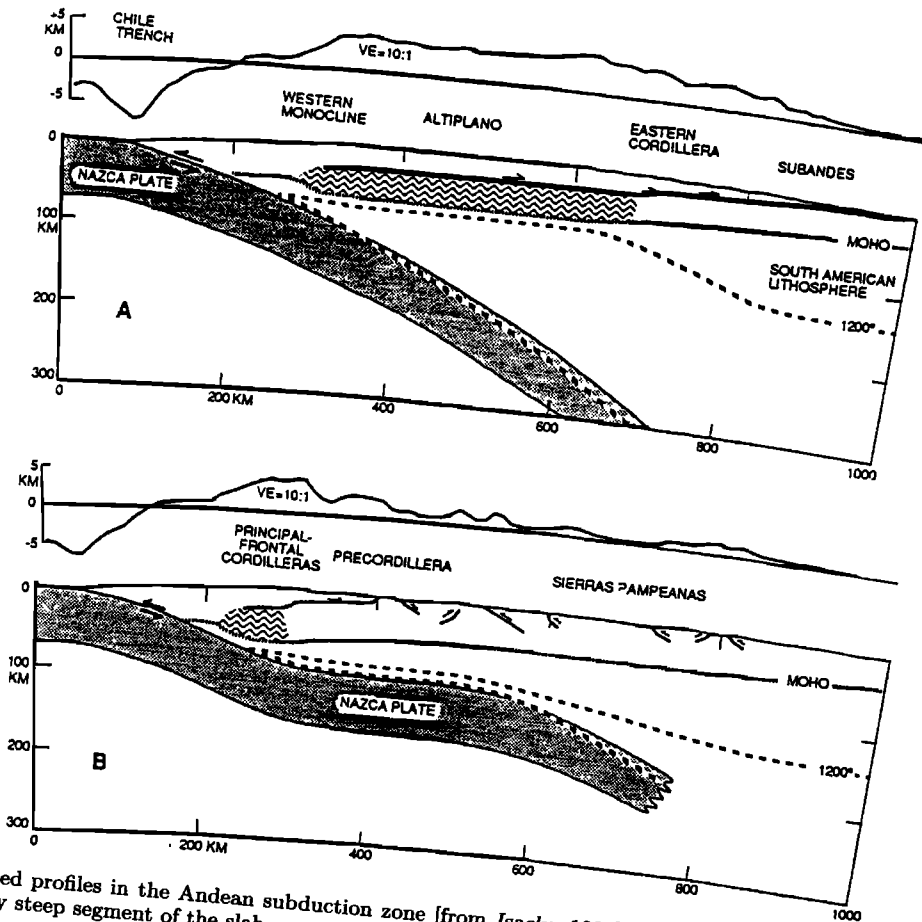 +5
KM
0
-5
CHILE
TRENCH
VE=10:1
WESTERN
MONOCLINE
ALTIPLANO
EASTERN
CORDILLERA
SUBANDES
0
NAZCA PLATE
100
KM
200
300
A
MOHO
SOUTH AMERICAN
LITHOSPHERE
1200°
0
200 KM
400
600
800
1000
5
KM
0
-5
VE=10:1
PRINCIPAL-
FRONTAL
CORDILLERAS
PRECORDILLERA
SIERRAS PAMPEANAS
0
100
KM
200
300
NAZCA PLATE
B
MOHO
1200°
0
200 KM
400
600
800
1000
ed profiles in the Andean subduction zone [from
steep segment of the slab